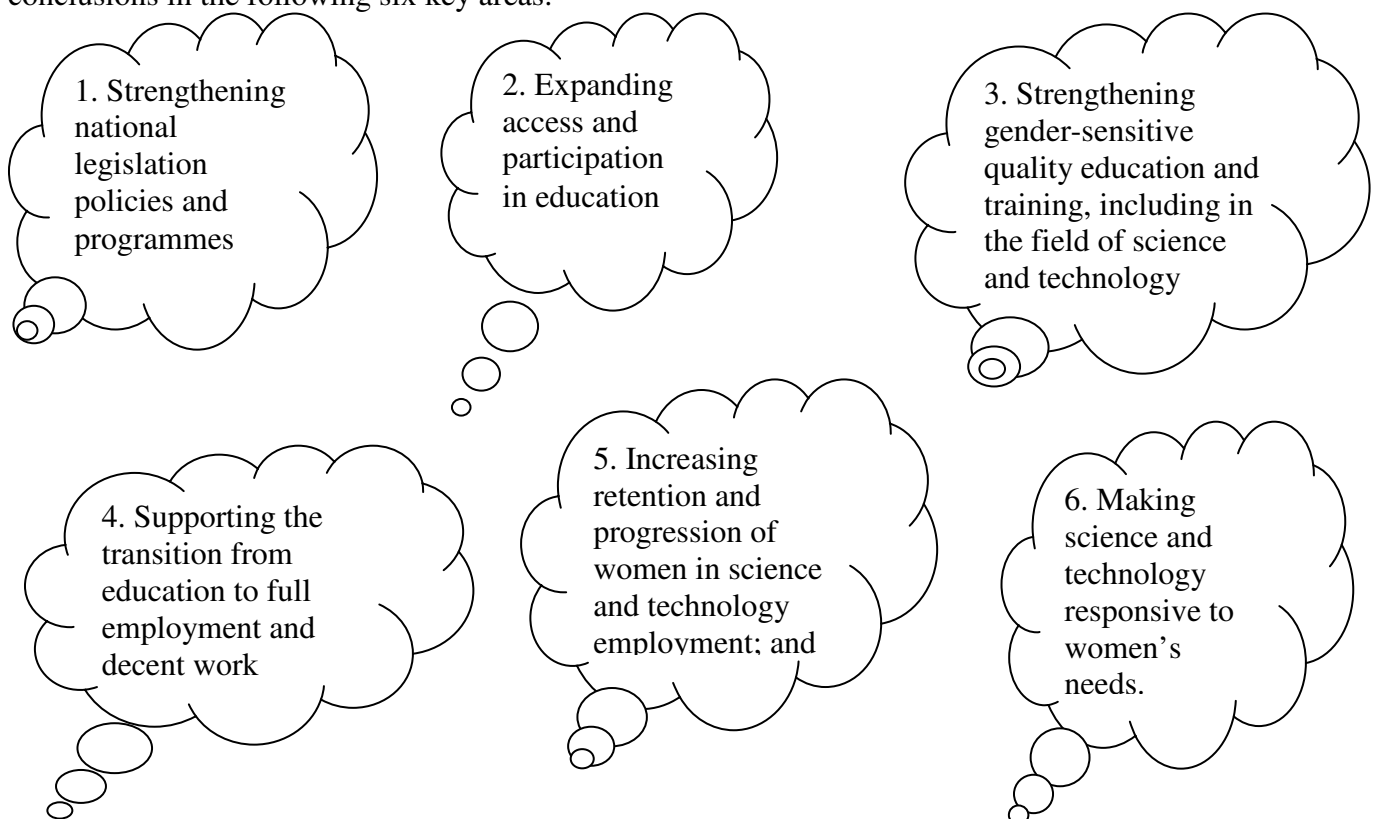 conclusions in the following six key areas:
1. Strengthening
national
legislation
policies and
programmes
2. Expanding
access and
participation
in education
3. Strengthening
gender-sensitive
quality education and
training, including in
the field of science
and technology
4. Supporting the
transition from
education to full
employment and
decent work
5. Increasing
retention and
progression of
women in science
and technology
employment; and
6. Making
science and
technology
responsive to
women’s
needs.